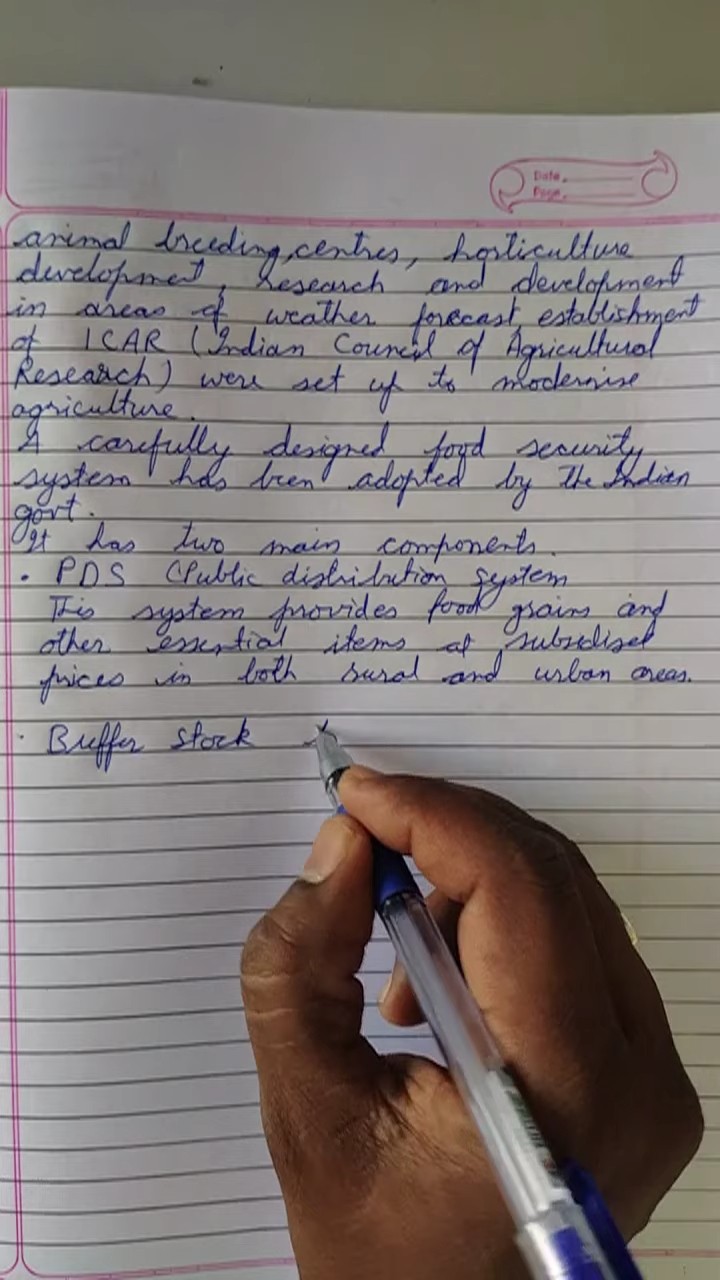 Date.
Page.
animal breeding, centres, horticulture
development, research and development
in areas of weather forecast, establishment
of ICAR (Indian Council of Agricultural
Research) were set up to modernise
agriculture.
A carefully designed food security
system has been adopted by the Indian
govt.
It has two main components.
• PDS (Public distribution system
This system provides food grains and
other essential items at subsidised
prices in both rural and urban areas.
• Buffer stock